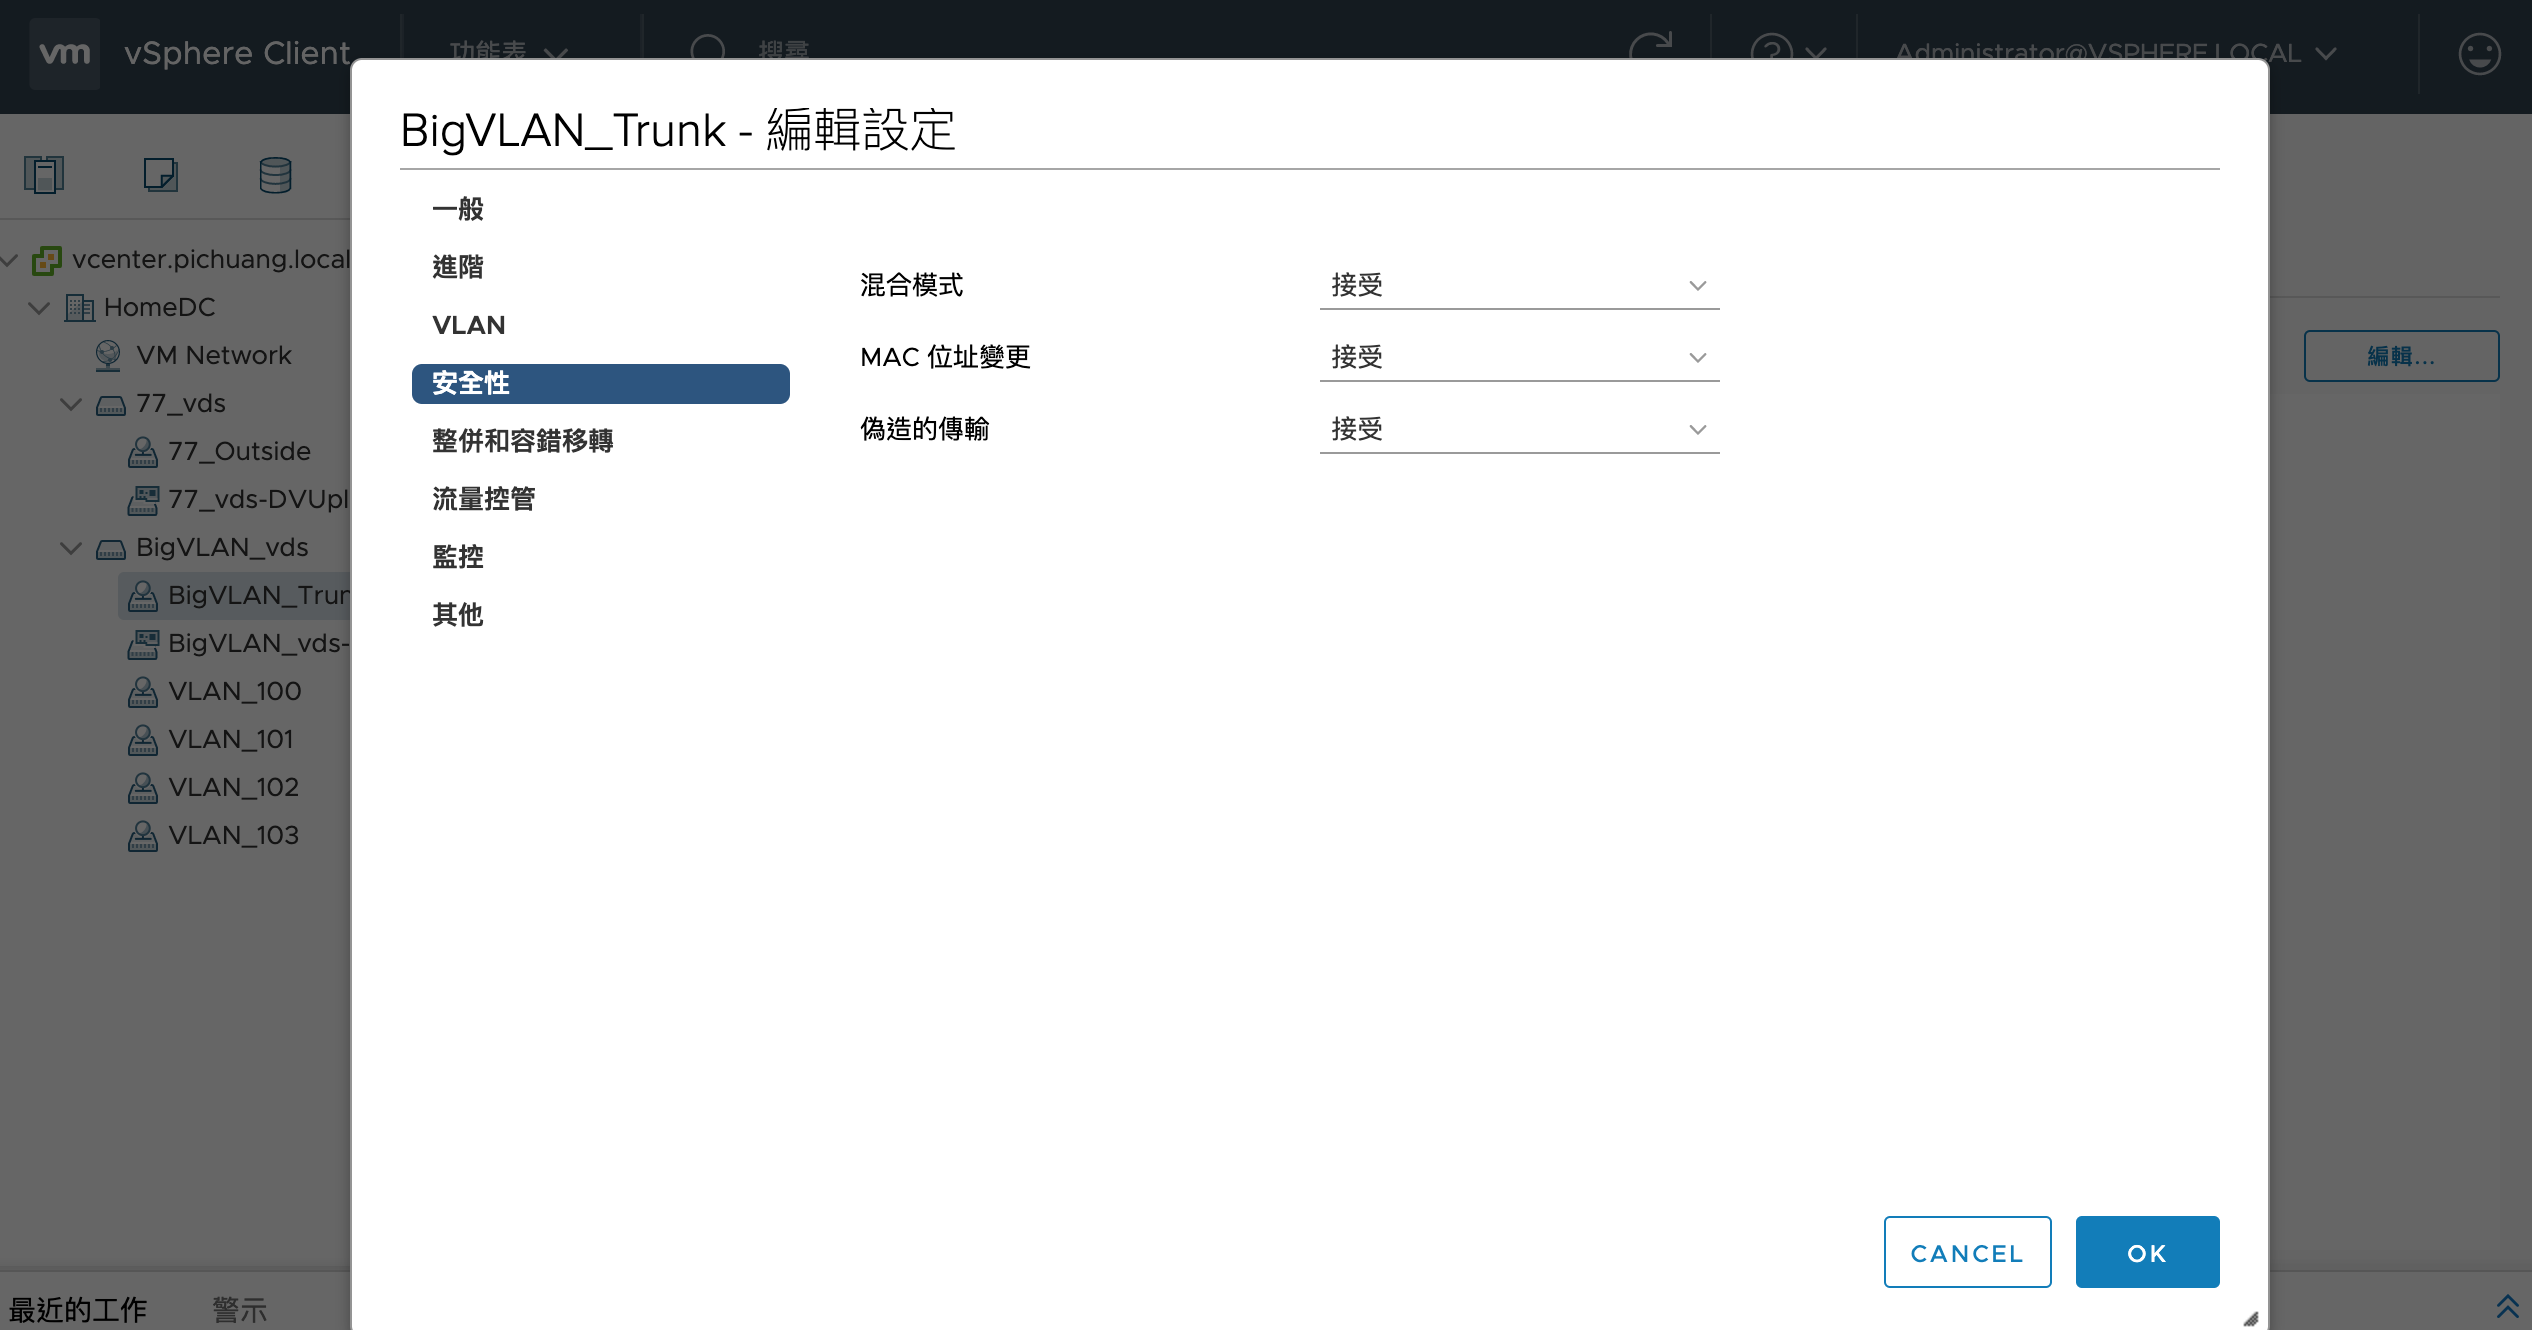 vm vSphere Client 功能表 搜尋 Administrator@VSPHERE.LOCAL
BigVLAN_Trunk - 編輯設定
vcenter.pichuang.local
HomeDC
VM Network
77_vds
77_Outside
77_vds-DVUpl
BigVLAN_vds
BigVLAN_Trun
BigVLAN_vds-
VLAN_100
VLAN_101
VLAN_102
VLAN_103
一般
進階
VLAN
安全性
整併和容錯移轉
流量控管
監控
其他
混合模式 接受
MAC 位址變更 接受
偽造的傳輸 接受
編輯...
CANCEL OK
最近的工作 警示